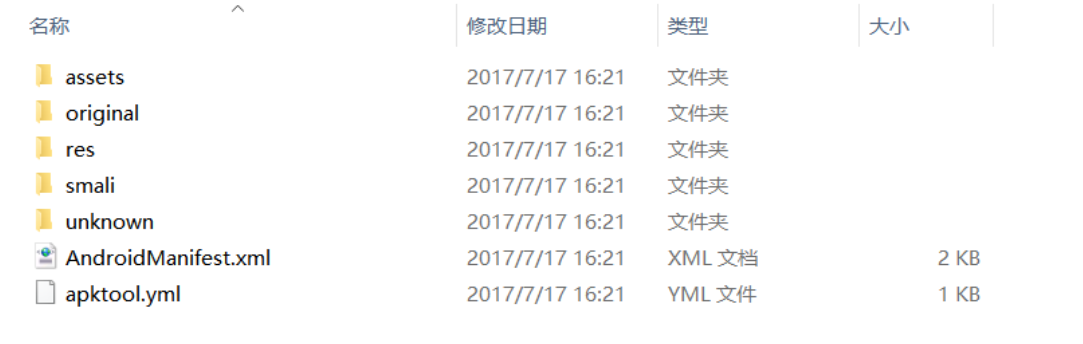 名称 修改日期 类型 大小
assets 2017/7/17 16:21 文件夹
original 2017/7/17 16:21 文件夹
res 2017/7/17 16:21 文件夹
smali 2017/7/17 16:21 文件夹
unknown 2017/7/17 16:21 文件夹
AndroidManifest.xml 2017/7/17 16:21 XML 文档 2 KB
apktool.yml 2017/7/17 16:21 YML 文件 1 KB